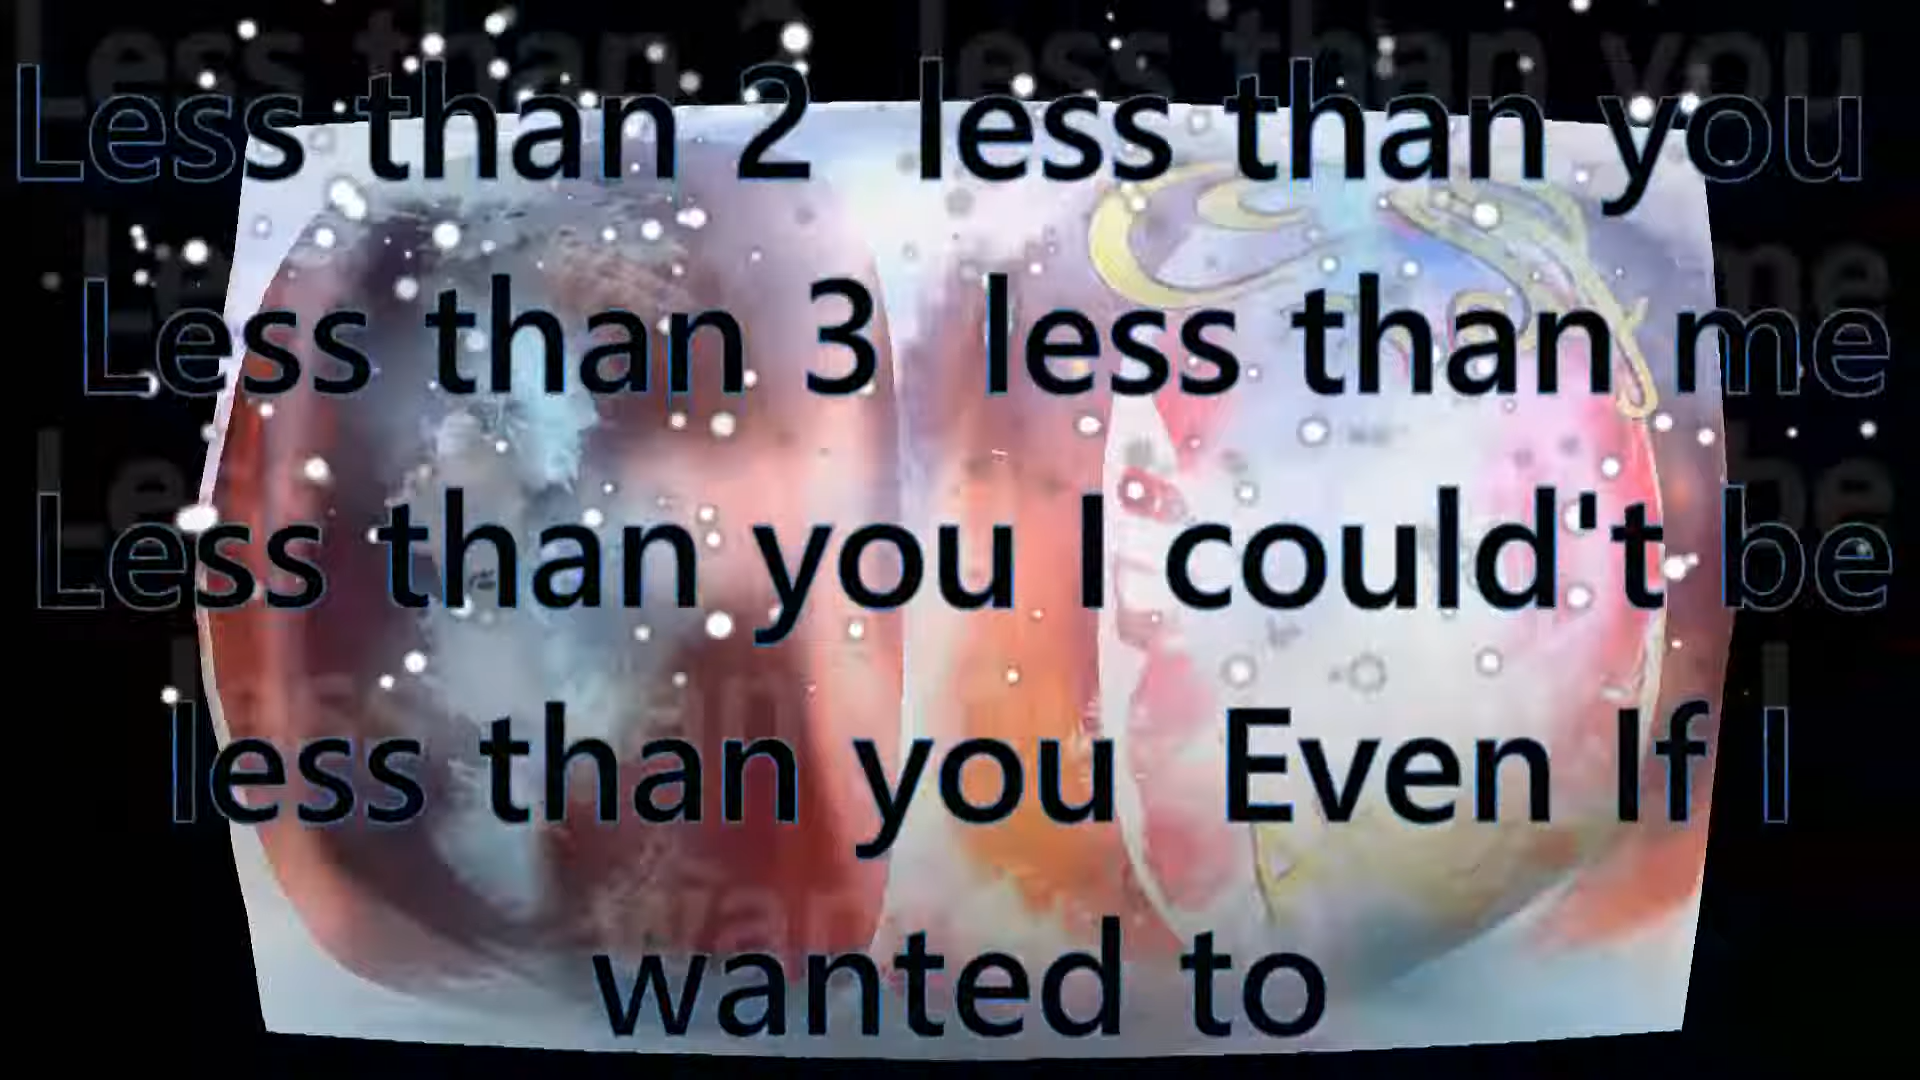 Less than 2 less than you
Less than 3 less than me
Less than you I could't be
less than you Even If I
wanted to